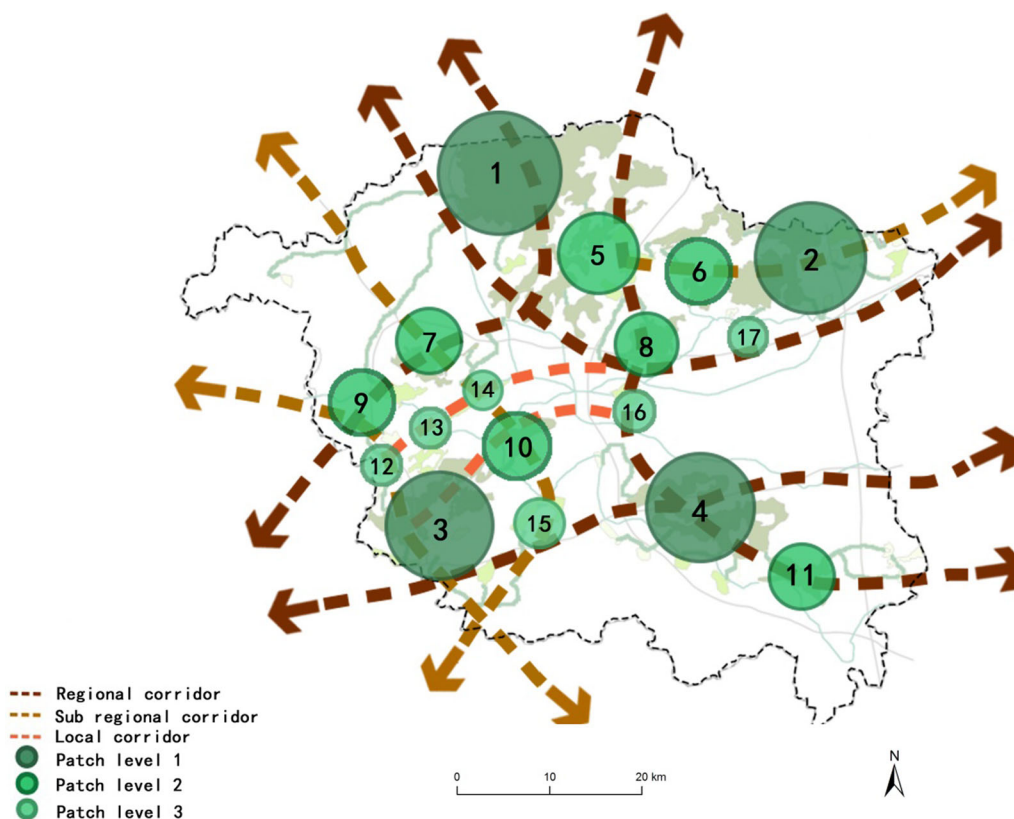 1
5
2
6
17
7
8
14
9
16
13
10
12
4
15
3
11
Regional corridor
Sub regional corridor
Local corridor
Patch level 1
Patch level 2
Patch level 3
0 10 20 km
N